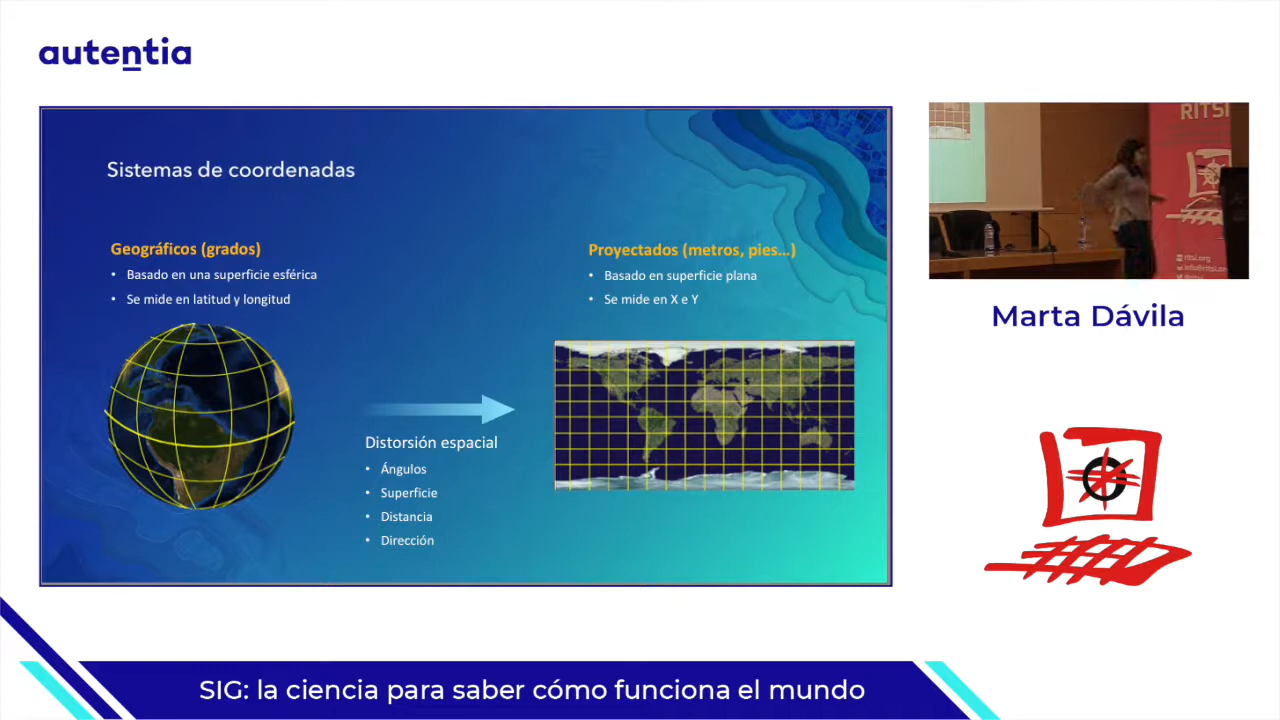 autentia
Sistemas de coordenadas
Geográficos (grados)
• Basado en una superficie esférica
• Se mide en latitud y longitud
Proyectados (metros, pies...)
• Basado en superficie plana
• Se mide en X e Y
Distorsión espacial
• Ángulos
• Superficie
• Distancia
• Dirección
RITSI
ritsi.org
Marta Dávila
SIG: la ciencia para saber cómo funciona el mundo